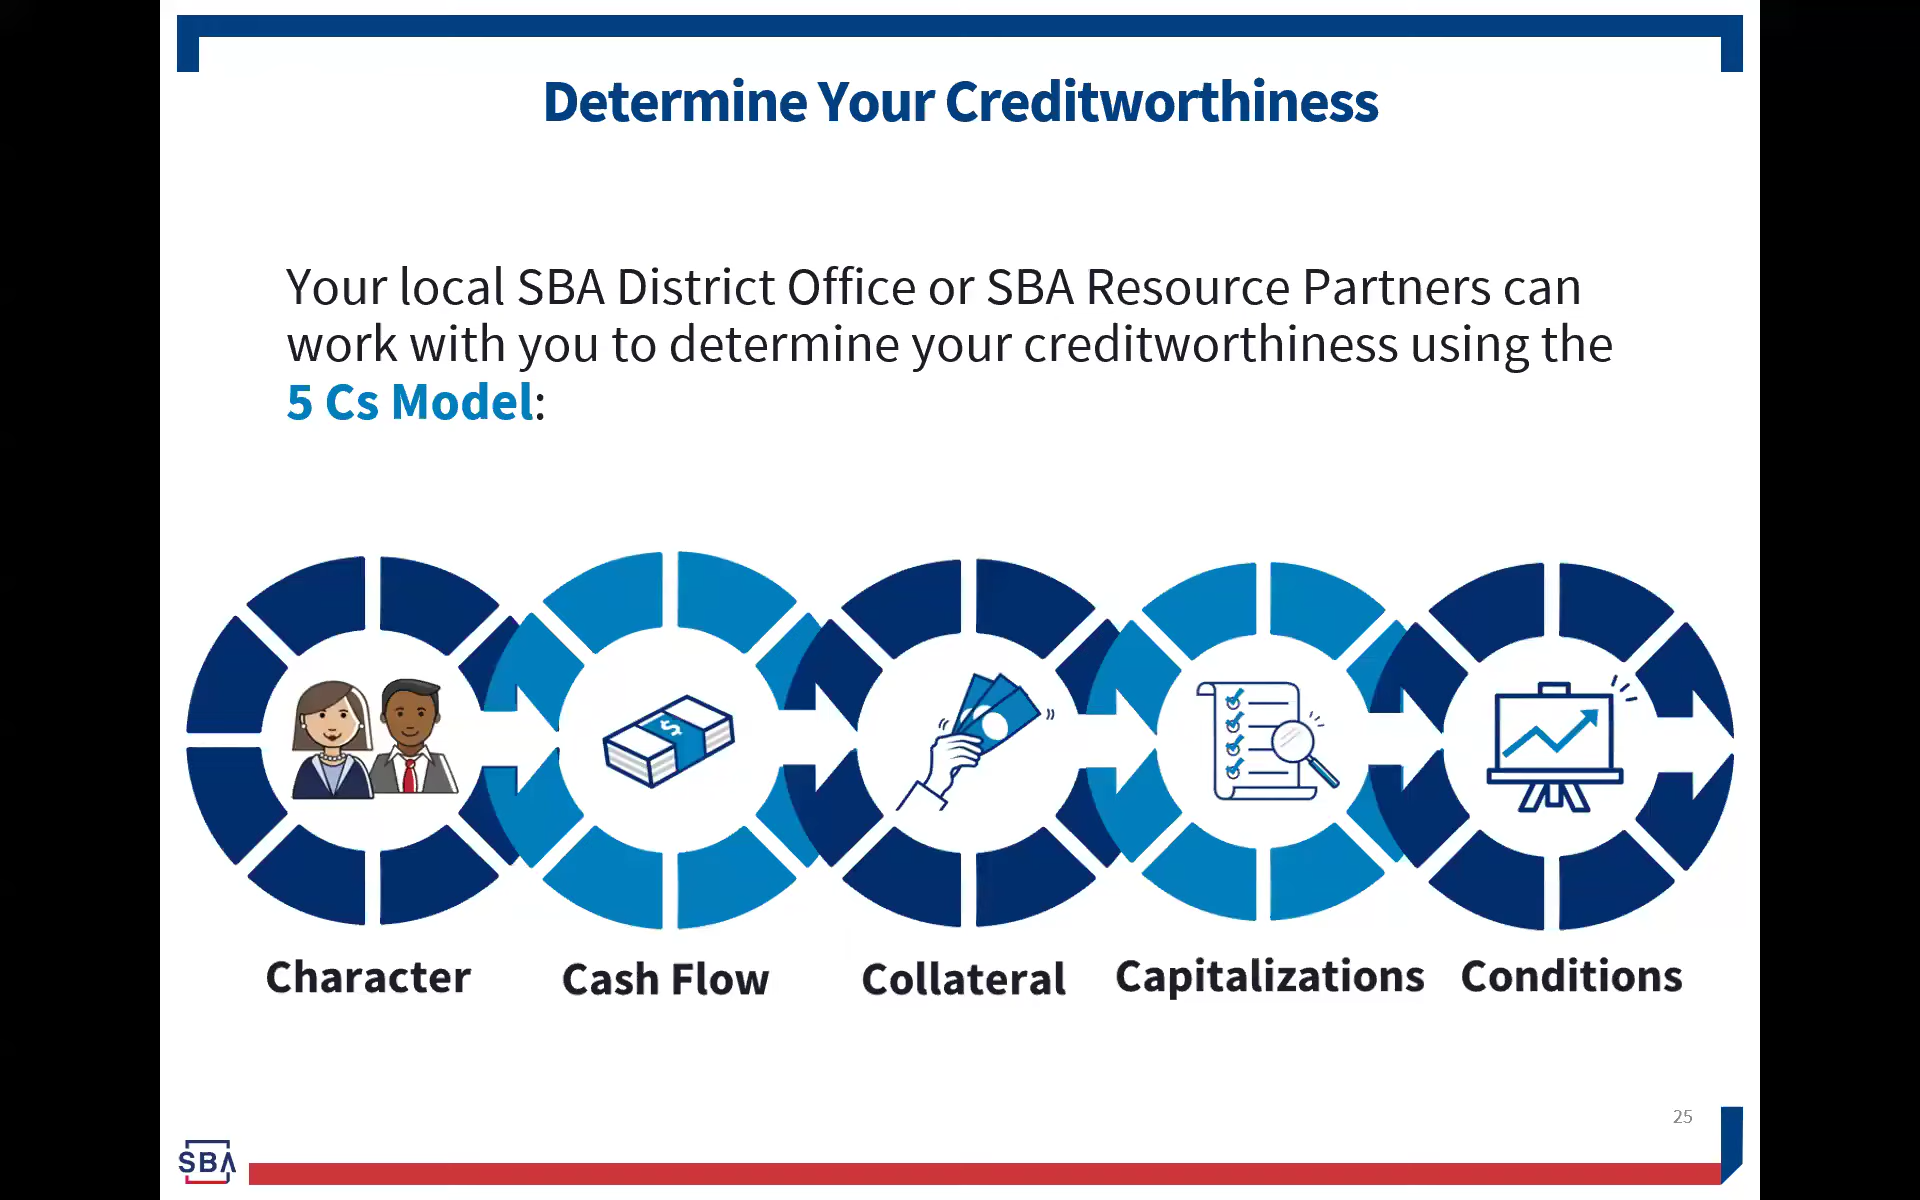 Determine Your Creditworthiness
Your local SBA District Office or SBA Resource Partners can
work with you to determine your creditworthiness using the
5 Cs Model:
$
Character
Cash Flow
Collateral
Capitalizations
Conditions
25
SBA